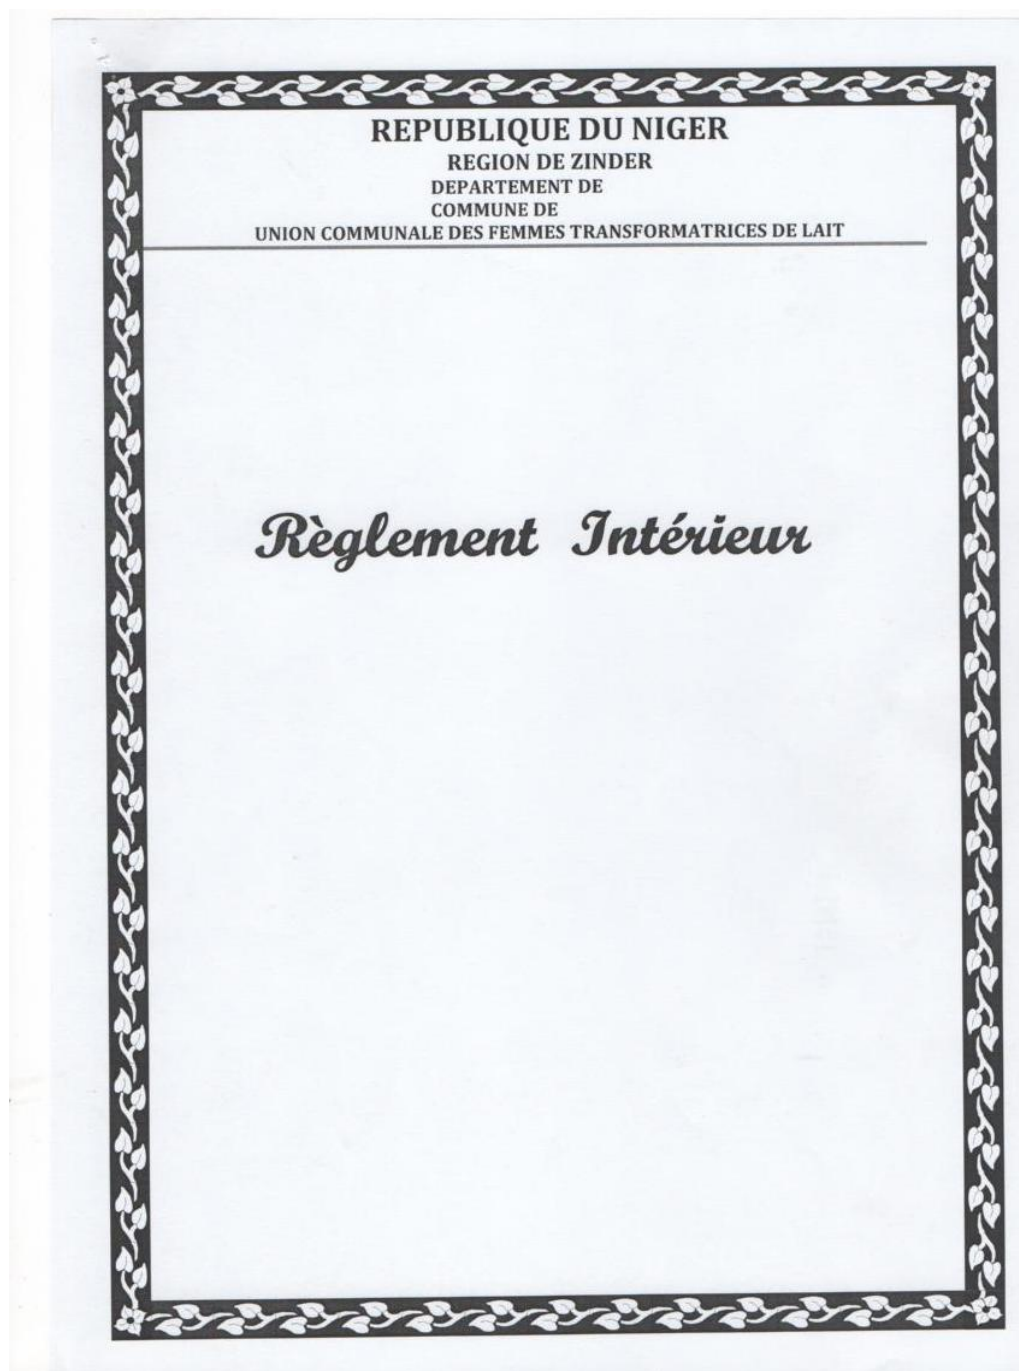 REPUBLIQUE DU NIGER
REGION DE ZINDER
DEPARTEMENT DE
COMMUNE DE
UNION COMMUNALE DES FEMMES TRANSFORMATRICES DE LAIT
Règlement Intérieur